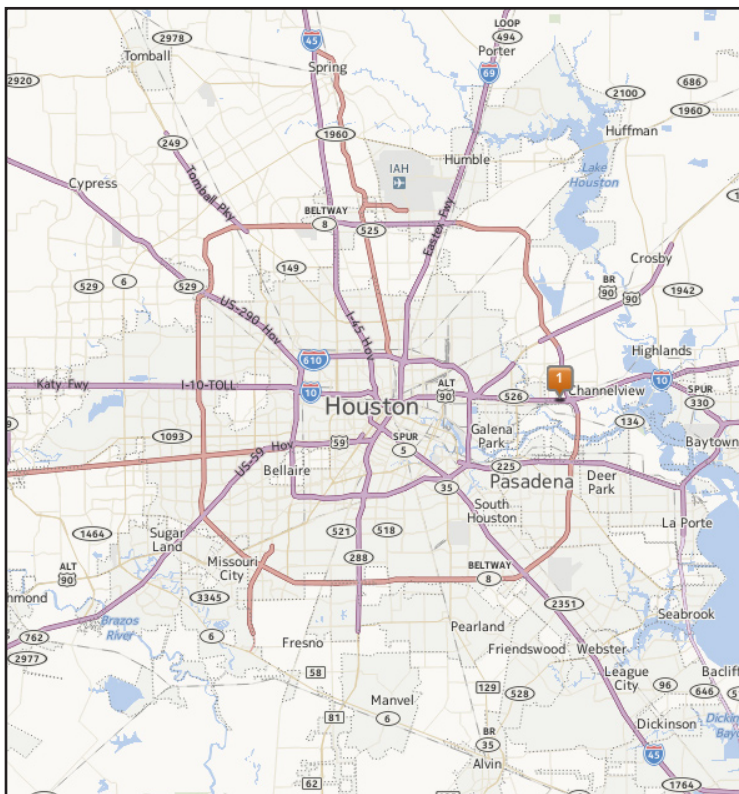 LOOP
494
2978
45
Porter
Tomball
Spring
69
2920
686
2100
1960
1960
Huffman
249
IAH
Humble
Lake
Houston
Cypress
Tomball Pky
BELTWAY
8
525
Eastex Fwy
Crosby
149
BR
90
90
1942
529
6
529
US-290 Hov
I-45 Hov
Highlands
610
1
Katy Fwy
I-10-TOLL
10
ALT
90
526
Channelview
10
SPUR
330
Houston
134
Galena
Park
1093
US-59 Hov
59
SPUR
5
Baytown
Bellaire
225
Deer
Park
Pasadena
35
South
Houston
La Porte
1464
Sugar
Land
521
518
ALT
90
Missouri
City
288
BELTWAY
8
3345
2351
chmond
Brazos
River
Seabrook
762
6
Pearland
Fresno
Friendswood
Webster
2977
58
League
City
Bacliff
129
528
96
646
Manvel
81
6
Dickinson
BR
35
45
Alvin
62
1764